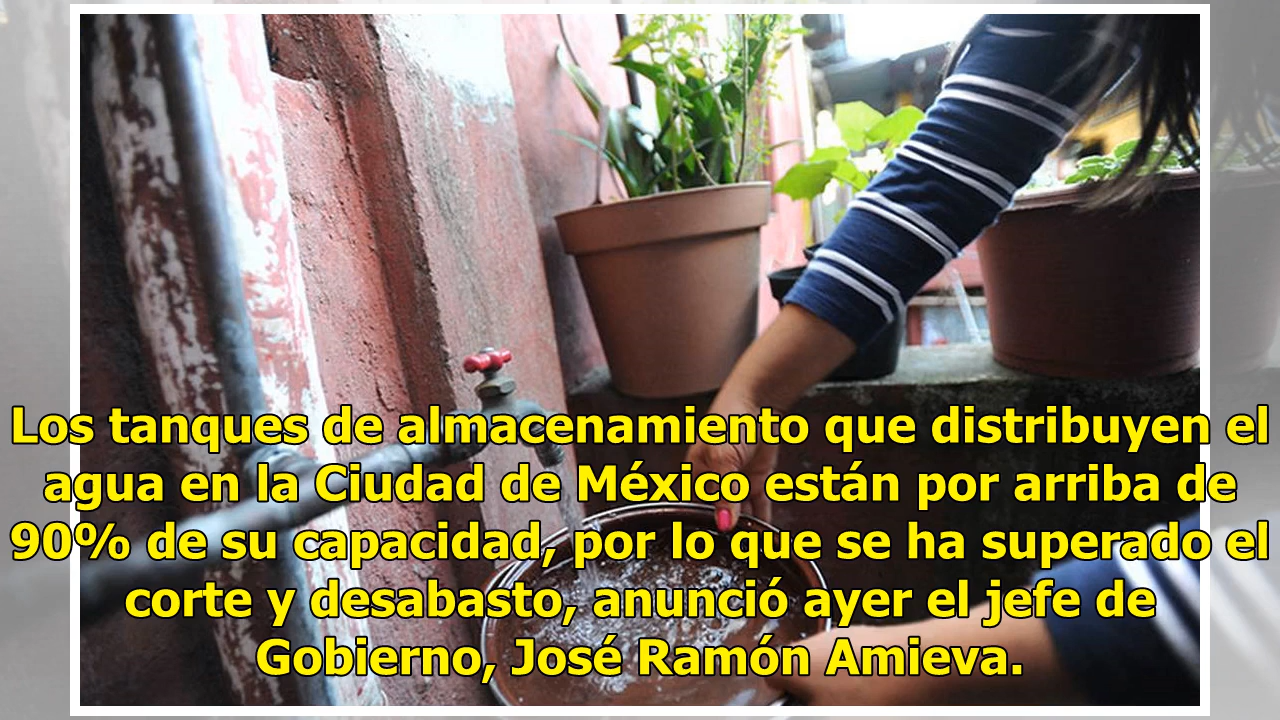 Los tanques de almacenamiento que distribuyen el
agua en la Ciudad de México están por arriba de
90% de su capacidad, por lo que se ha superado el
corte y desabasto, anunció ayer el jefe de
Gobierno, José Ramón Amieva.